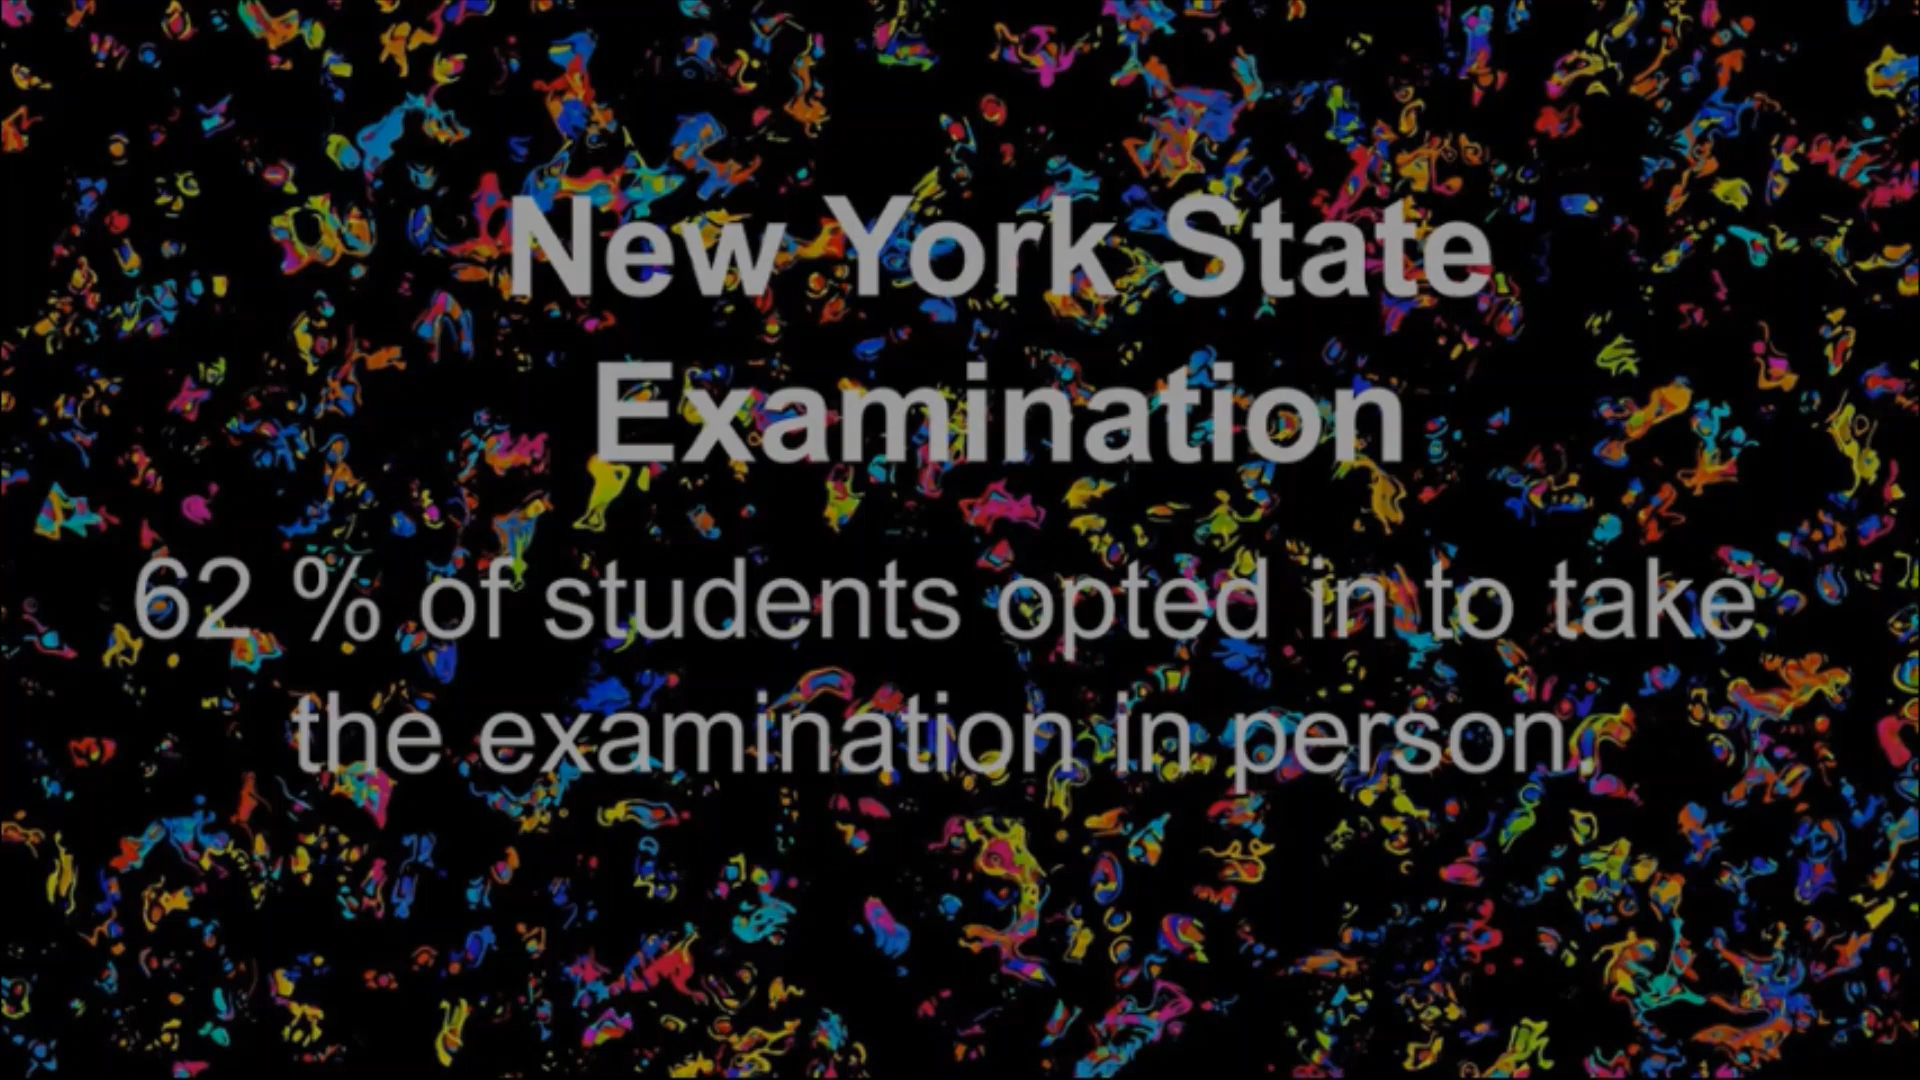 New York State
Examination
62 % of students opted in to take
the examination in person.